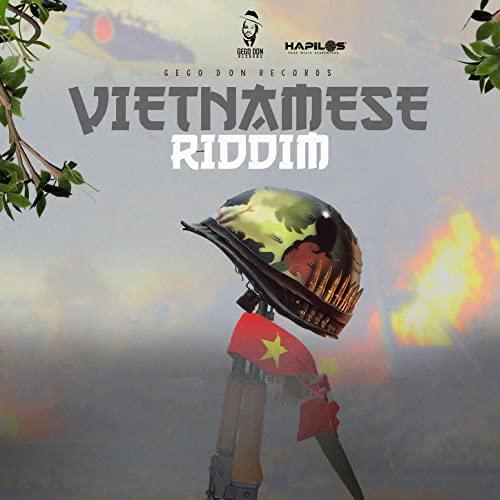 GEGO DON
RECORDS
HAPILOS
GEGO DON RECORDS
VIETNAMESE
RIDDIM